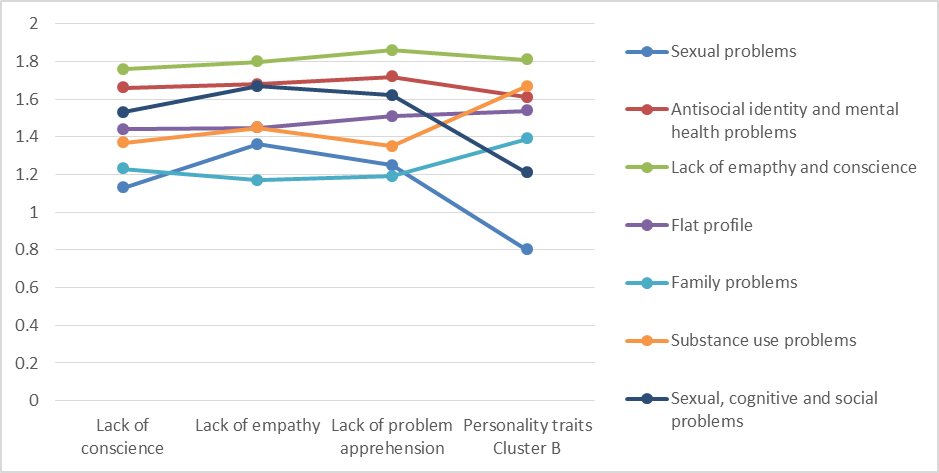 2
1.8
1.6
1.4
1.2
1
0.8
0.6
0.4
0.2
0
Lack of
conscience
Lack of empathy
Lack of problem
apprehension
Personality traits
Cluster B
Sexual problems
Antisocial identity and mental
health problems
Lack of emapthy and conscience
Flat profile
Family problems
Substance use problems
Sexual, cognitive and social
problems